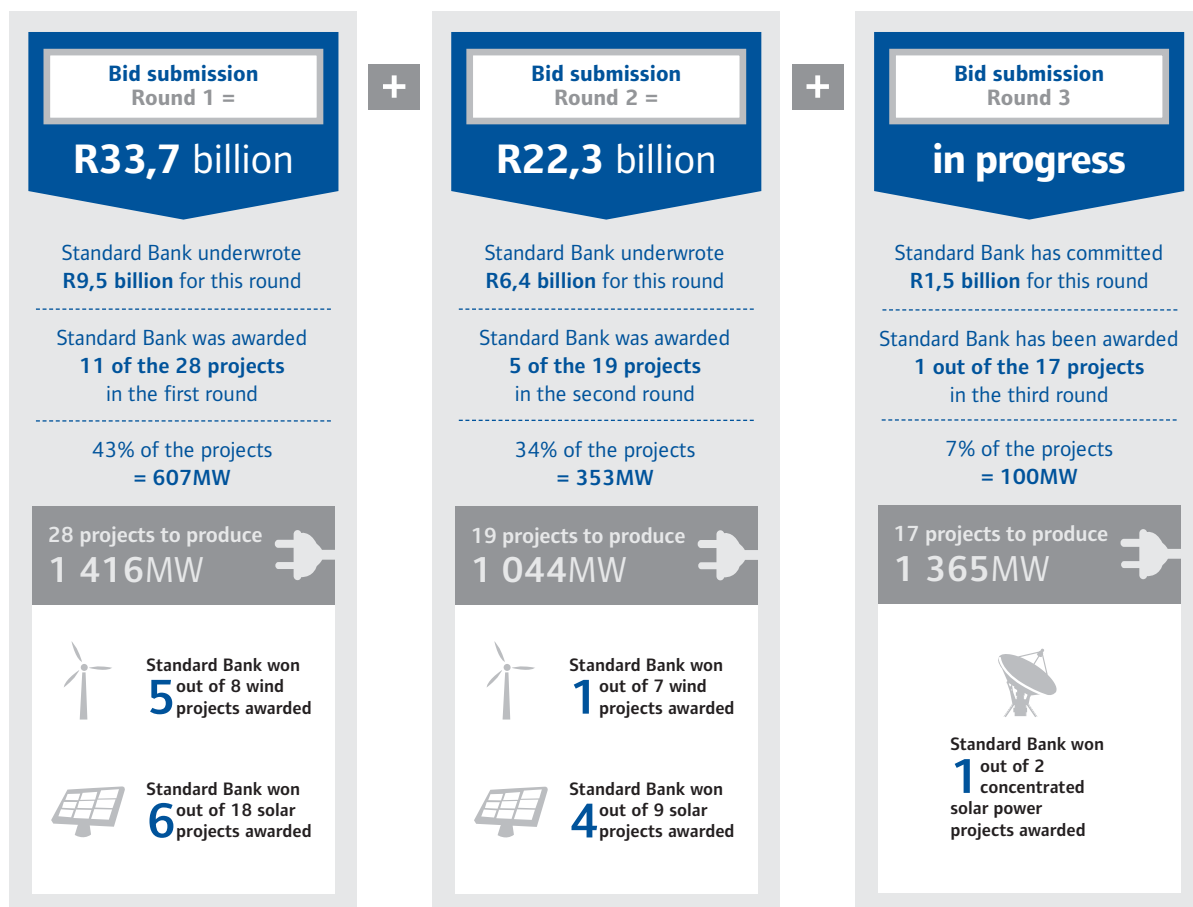 Bid submission
Round 1 =
R33,7 billion
Standard Bank underwrote
R9,5 billion for this round
Standard Bank was awarded
11 of the 28 projects
in the first round
43% of the projects
= 607MW
28 projects to produce
1 416MW
Standard Bank won
5 out of 8 wind
projects awarded
Standard Bank won
6 out of 18 solar
projects awarded
+
Bid submission
Round 2 =
R22,3 billion
Standard Bank underwrote
R6,4 billion for this round
Standard Bank was awarded
5 of the 19 projects
in the second round
34% of the projects
= 353MW
19 projects to produce
1 044MW
Standard Bank won
1 out of 7 wind
projects awarded
Standard Bank won
4 out of 9 solar
projects awarded
+
Bid submission
Round 3
in progress
Standard Bank has committed
R1,5 billion for this round
Standard Bank has been awarded
1 out of the 17 projects
in the third round
7% of the projects
= 100MW
17 projects to produce
1 365MW
Standard Bank won
1 out of 2
concentrated
solar power
projects awarded